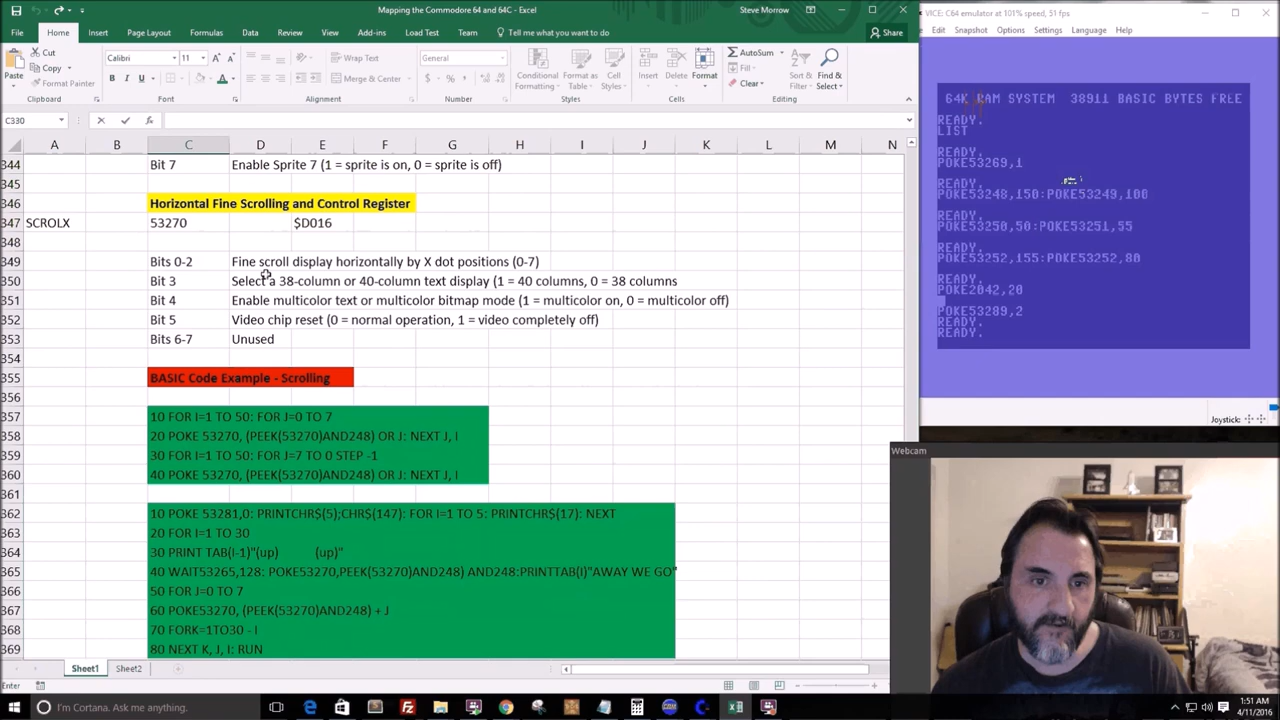 Mapping the Commodore 64 and 64C - Excel
Steve Morrow
File Home Insert Page Layout Formulas Data Review View Add-ins Load Test Team Tell me what you want to do Share
Paste
Cut
Copy
Format Painter
Clipboard
Calibri 11
B I U
Font
Wrap Text
Merge & Center
Alignment
General
$ %
Number
Conditional Formatting
Format as Table
Cell Styles
Styles
Insert Delete Format
Cells
AutoSum
Fill
Clear
Sort & Filter
Find & Select
Editing
C330 fx
A B C D E F G H I J K L M N
344 Bit 7 Enable Sprite 7 (1 = sprite is on, 0 = sprite is off)
345
346 Horizontal Fine Scrolling and Control Register
347 SCROLX 53270 $D016
348
349 Bits 0-2 Fine scroll display horizontally by X dot positions (0-7)
350 Bit 3 Select a 38-column or 40-column text display (1 = 40 columns, 0 = 38 columns
351 Bit 4 Enable multicolor text or multicolor bitmap mode (1 = multicolor on, 0 = multicolor off)
352 Bit 5 Video chip reset (0 = normal operation, 1 = video completely off)
353 Bits 6-7 Unused
354
355 BASIC Code Example - Scrolling
356
357 10 FOR I=1 TO 50: FOR J=0 TO 7
358 20 POKE 53270, (PEEK(53270)AND248) OR J: NEXT J, I
359 30 FOR I=1 TO 50: FOR J=7 TO 0 STEP -1
360 40 POKE 53270, (PEEK(53270)AND248) OR J: NEXT J, I
361
362 10 POKE 53281,0: PRINTCHR$(5);CHR$(147): FOR I=1 TO 5: PRINTCHR$(17): NEXT
363 20 FOR I=1 TO 30
364 30 PRINT TAB(I-1)"(up) (up)"
365 40 WAIT53265,128: POKE53270,PEEK(53270)AND248) AND248:PRINTTAB(I)"AWAY WE GO"
366 50 FOR J=0 TO 7
367 60 POKE53270, (PEEK(53270)AND248) + J
368 70 FORK=1TO30 - I
369 80 NEXT K, J, I: RUN
Sheet1 Sheet2
Enter
I'm Cortana. Ask me anything.
VICE: C64 emulator at 101% speed, 51 fps
Edit Snapshot Options Settings Language Help
64K RAM SYSTEM 38911 BASIC BYTES FREE
READY.
LIST
READY.
POKE53269,1
READY.
POKE53248,150:POKE53249,100
READY.
POKE53250,50:POKE53251,55
READY.
POKE53252,155:POKE53252,80
READY.
POKE2042,20
POKE53289,2
READY.
READY.
Joystick:
Webcam
1:51 AM
4/11/2016